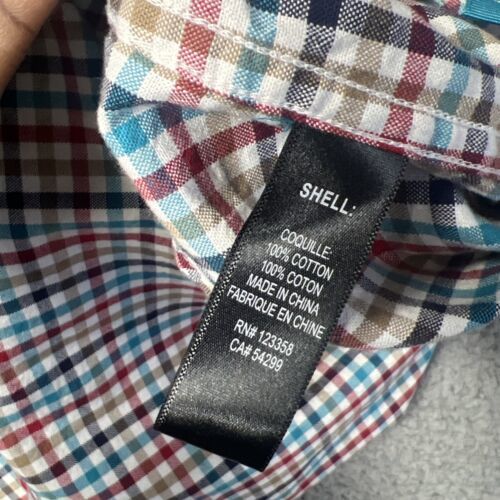 SHELL:
COQUILLE:
100% COTTON
100% COTON
MADE IN CHINA
FABRIQUE EN CHINE
RN# 123358
CA# 54299